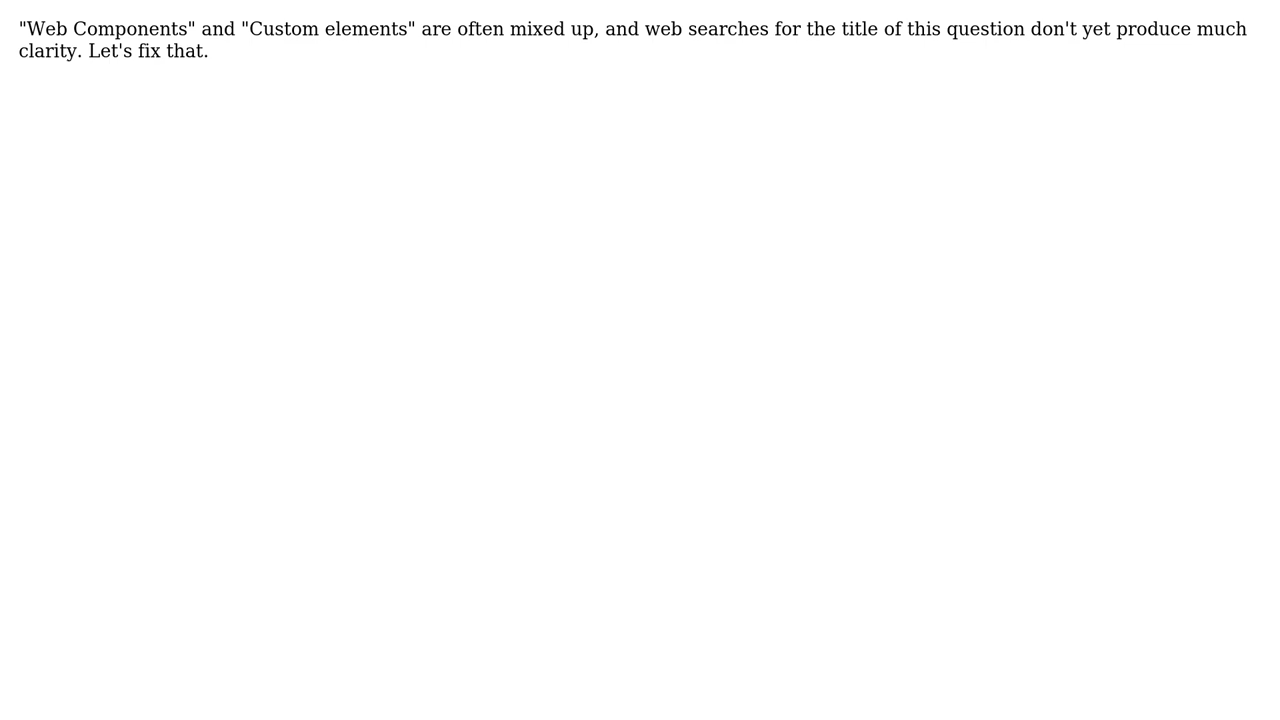 "Web Components" and "Custom elements" are often mixed up, and web searches for the title of this question don't yet produce much
clarity. Let's fix that.